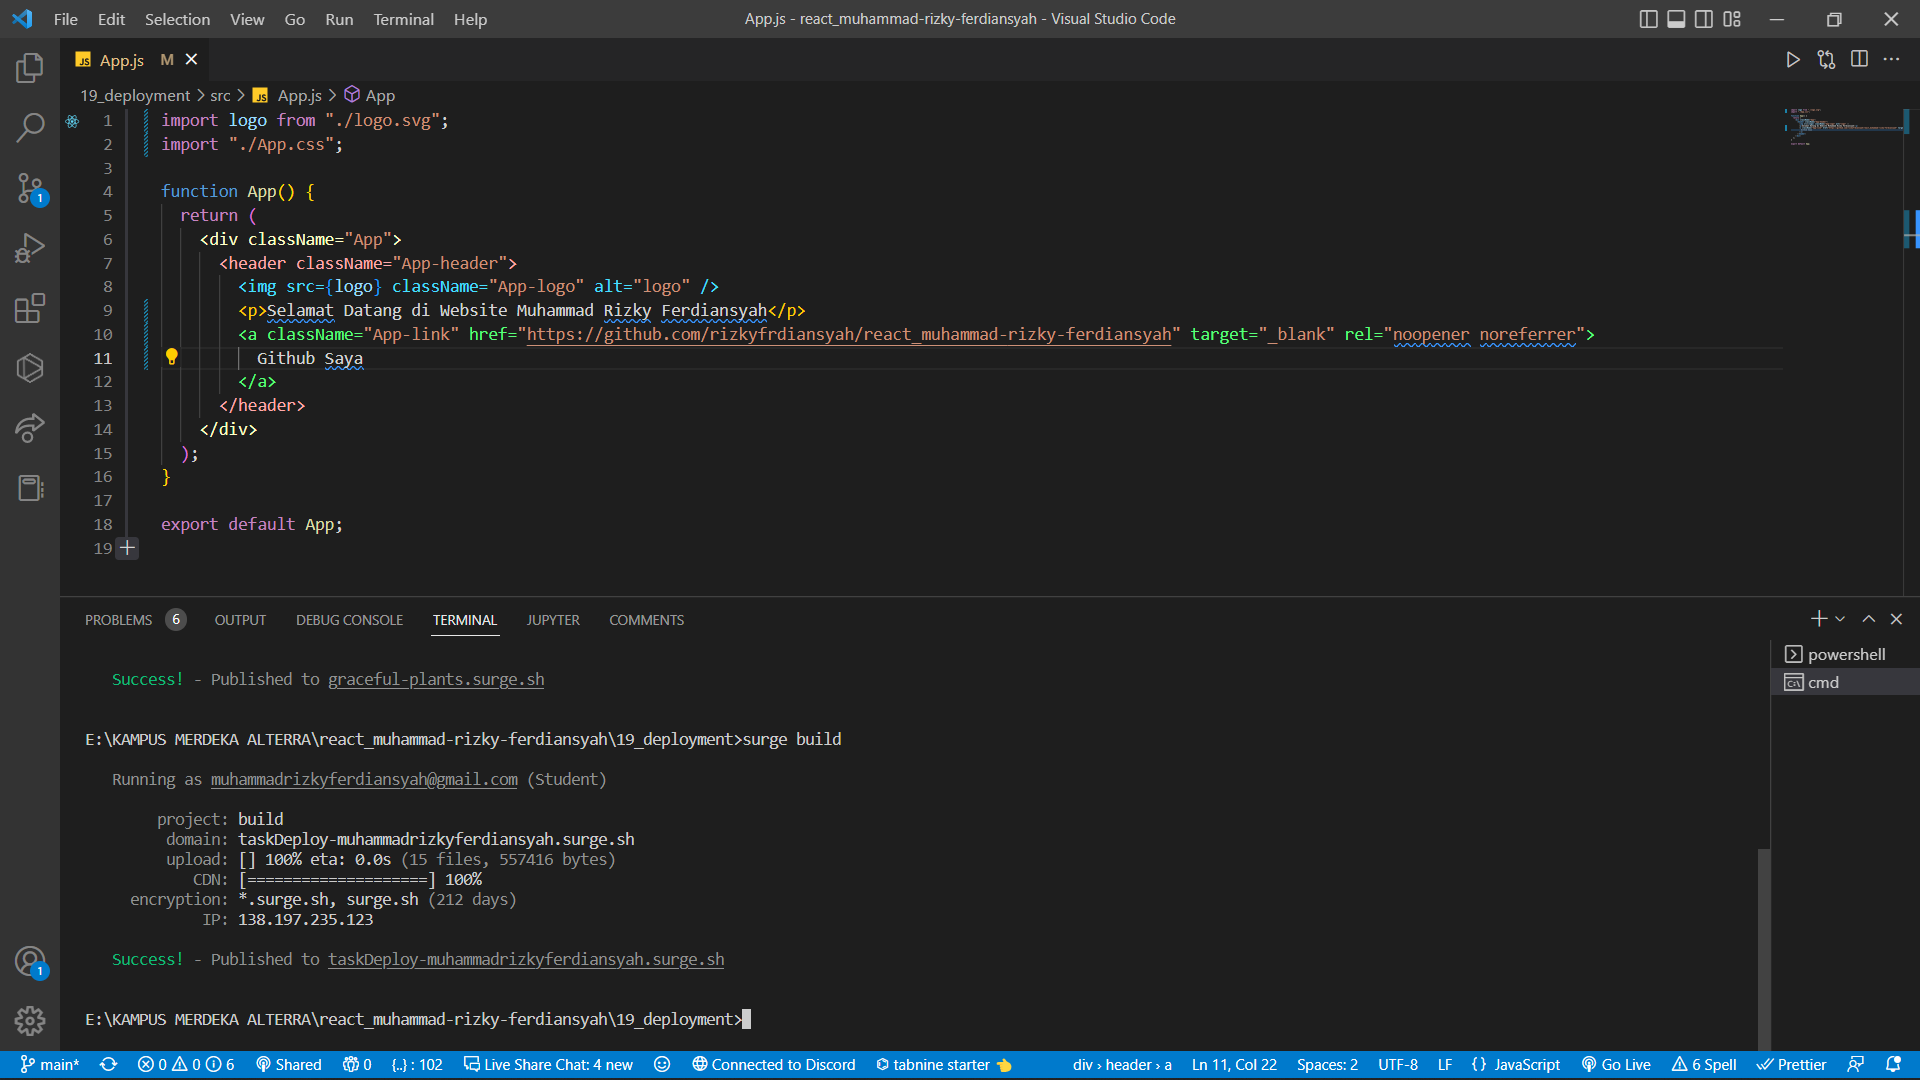 File Edit Selection View Go Run Terminal Help
App.js - react_muhammad-rizky-ferdiansyah - Visual Studio Code
JS App.js M
19_deployment > src > JS App.js > App
1 import logo from "./logo.svg";
2 import "./App.css";
3
4 function App() {
5 return (
6 <div className="App">
7 <header className="App-header">
8 <img src={logo} className="App-logo" alt="logo" />
9 <p>Selamat Datang di Website Muhammad Rizky Ferdiansyah</p>
10 <a className="App-link" href="https://github.com/rizkyfrdiansyah/react_muhammad-rizky-ferdiansyah" target="_blank" rel="noopener noreferrer">
11 Github Saya
12 </a>
13 </header>
14 </div>
15 );
16 }
17
18 export default App;
19
1
PROBLEMS 6 OUTPUT DEBUG CONSOLE TERMINAL JUPYTER COMMENTS
powershell
cmd
Success! - Published to graceful-plants.surge.sh
E:\KAMPUS MERDEKA ALTERRA\react_muhammad-rizky-ferdiansyah\19_deployment>surge build
Running as muhammadrizkyferdiansyah@gmail.com (Student)
project: build
domain: taskDeploy-muhammadrizkyferdiansyah.surge.sh
upload: [] 100% eta: 0.0s (15 files, 557416 bytes)
CDN: [====================] 100%
encryption: *.surge.sh, surge.sh (212 days)
IP: 138.197.235.123
Success! - Published to taskDeploy-muhammadrizkyferdiansyah.surge.sh
E:\KAMPUS MERDEKA ALTERRA\react_muhammad-rizky-ferdiansyah\19_deployment>
1
main* 0 0 6 Shared 0 {..} : 102 Live Share Chat: 4 new Connected to Discord tabnine starter div › header › a Ln 11, Col 22 Spaces: 2 UTF-8 LF {} JavaScript Go Live 6 Spell Prettier